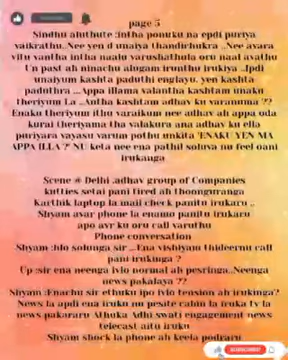 page 5
Sindhu aluthute :intha ponuku na epdi puriya
vaikrathu..Nee yen d unaiya thandichukra ..Nee avara
vitu vantha intha naalu varushathula oru naal avathu
Un past ah ninachu alugam irunthu irukiya ..Ipdi
unaiyum kashta paduthi englayu. yen kashta
paduthra ...Appa illama valantha kashtam unaku
theriyum La ..Antha kashtam adhav ku varanuma ??
Enaku theriyum ithu varaikum nee adhav ah appa oda
kurai theriyama tha valakura ana adhav ku ella
puriyara vayasu varum pothu unkita 'ENAKU YEN MA
APPA ILLA ?' NU keta nee ena pathil soluva nu feel oani
irukanga
Scene @ Delhi .adhav group of Companies
kutties setai pani tired ah thoonguranga
Karthik laptop la mail check panitu irukaru ..
Shyam avar phone la enamo panitu irukaru
apo avr ku oru call varuthu
Phone conversation
Shyam :hlo solunga sir ...Ena vishiyam thideernu call
pani irukinga ?
Up :sir ena neenga ivlo normal ah pesringa..Neenga
news pakalaya ??
Shyam :Enachu sir ethuku ipo ivlo tension ah irukinga?
News la apdi ena iruku nu pesite cabin la iruka tv la
news pakararu Athuka Adhi swati engagement news
telecast aitu iruku
Shyam shock la phone ah keela podraru
SUBSCRIBE